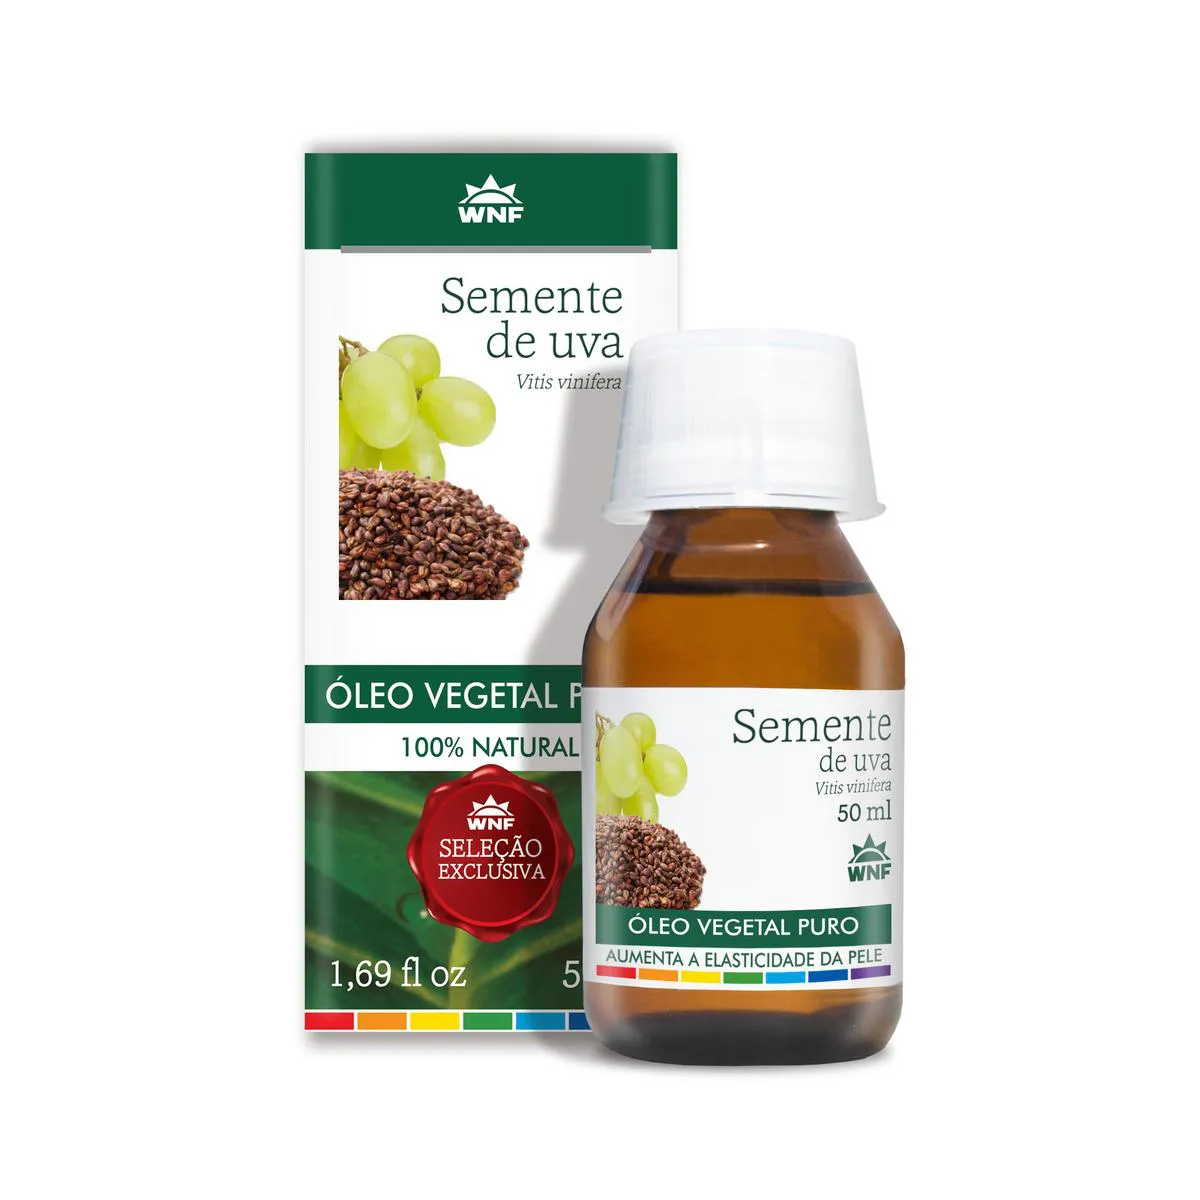 WNF
Semente
de uva
Vitis vinifera
ÓLEO VEGETAL P
100% NATURAL
WNF
SELEÇÃO
EXCLUSIVA
1,69 fl oz
5
Semente
de uva
Vitis vinifera
50 ml
WNF
ÓLEO VEGETAL PURO
AUMENTA A ELASTICIDADE DA PELE